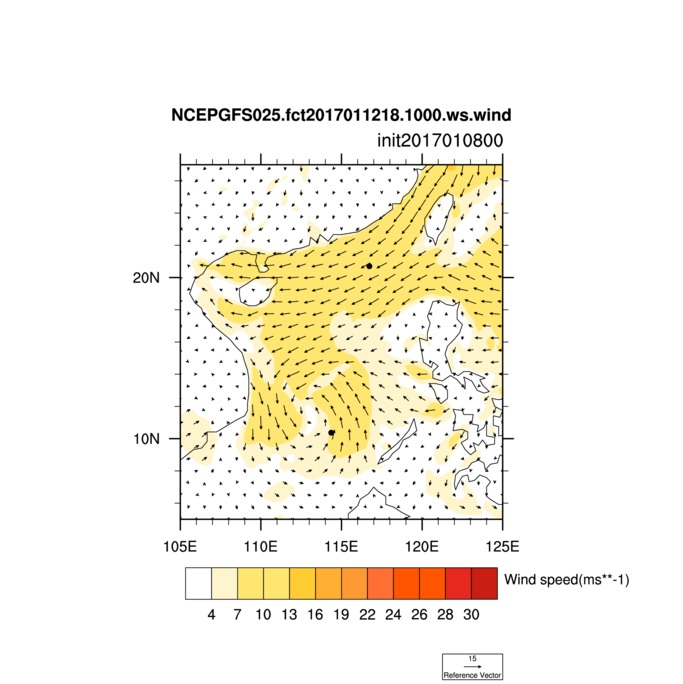 NCEPGFS025.fct2017011218.1000.ws.wind
init2017010800
20N
10N
105E 110E 115E 120E 125E
4 7 10 13 16 19 22 24 26 28 30
Wind speed(ms**-1)
15
Reference Vector